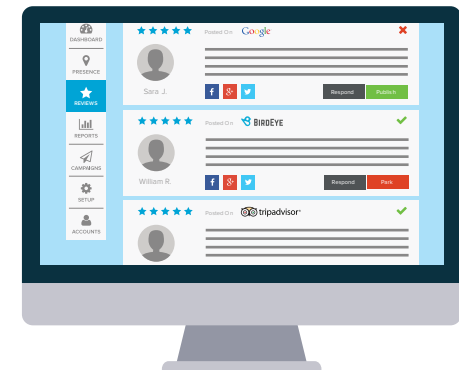 DASHBOARD
PRESENCE
REVIEWS
REPORTS
CAMPAIGNS
SETUP
ACCOUNTS
Posted On Google
Sara J.
f g+
Respond Publish
Posted On BIRDEYE
William R.
f g+
Respond Park
Posted On tripadvisor®